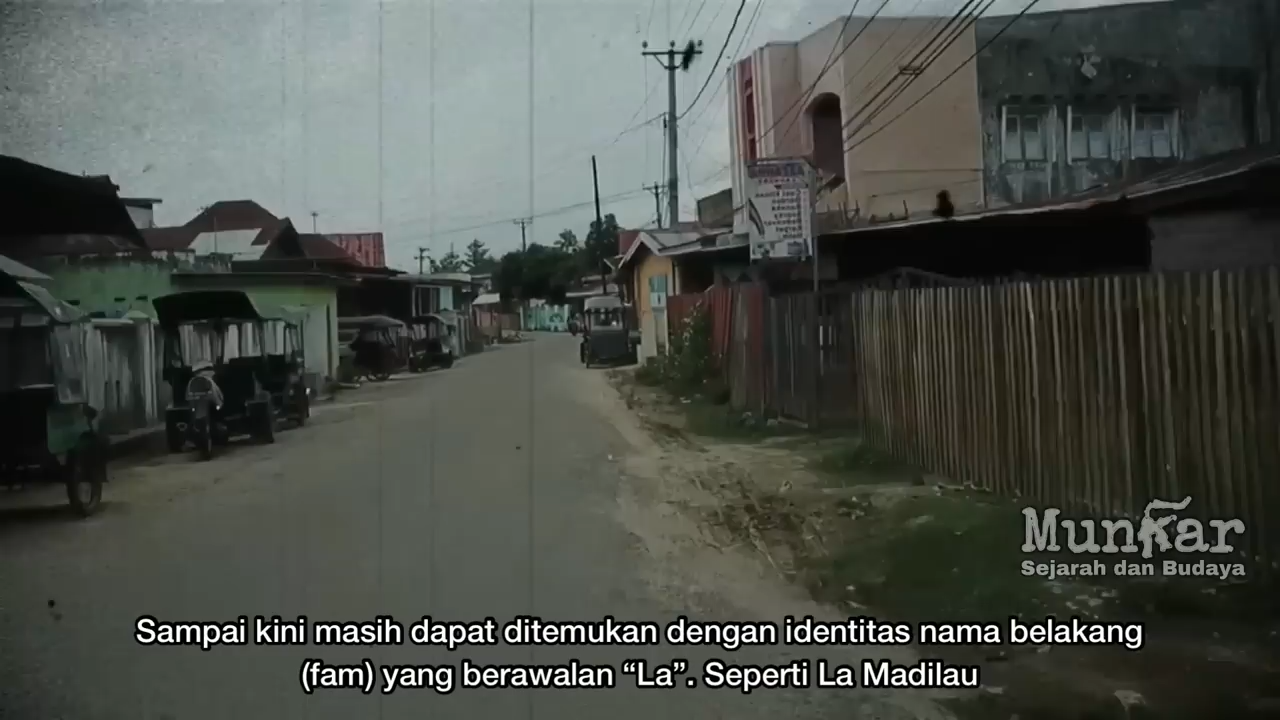 Munkar
Sejarah dan Budaya
Sampai kini masih dapat ditemukan dengan identitas nama belakang
(fam) yang berawalan “La”. Seperti La Madilau